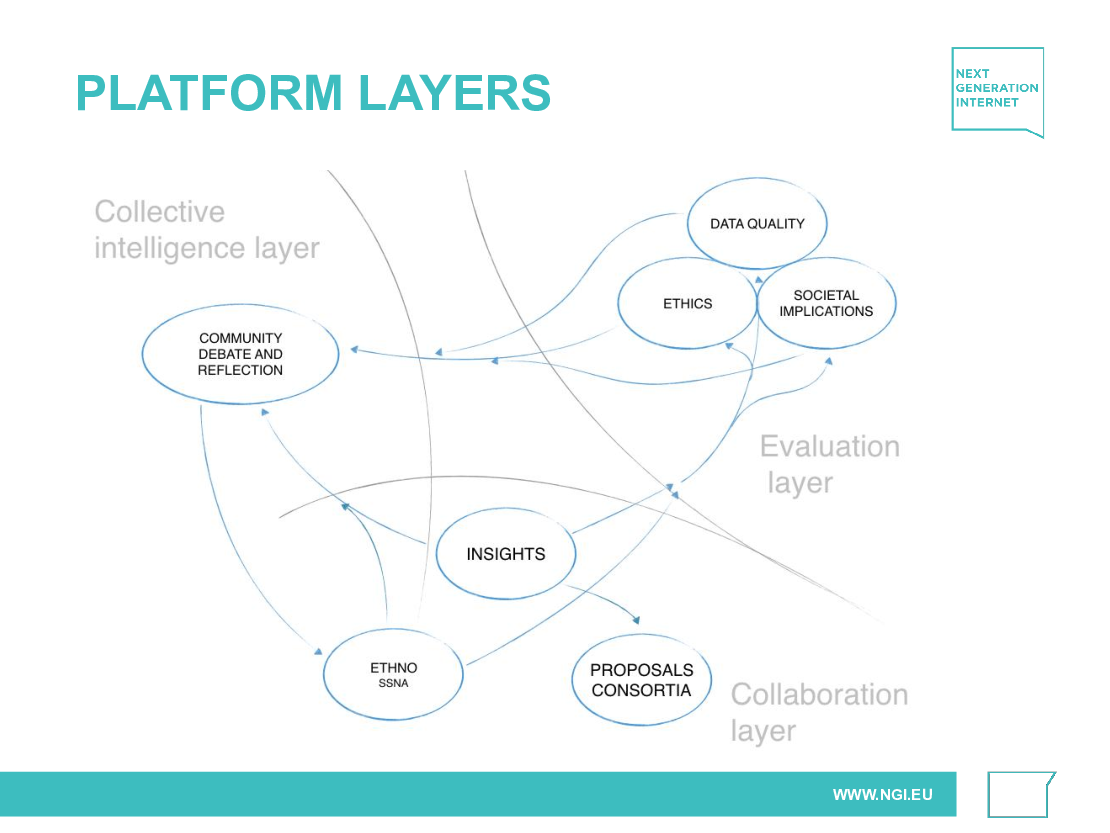 PLATFORM LAYERS
NEXT
GENERATION
INTERNET
Collective
intelligence layer
DATA QUALITY
ETHICS
SOCIETAL
IMPLICATIONS
COMMUNITY
DEBATE AND
REFLECTION
Evaluation
layer
INSIGHTS
ETHNO
SSNA
PROPOSALS
CONSORTIA
Collaboration
layer
WWW.NGI.EU